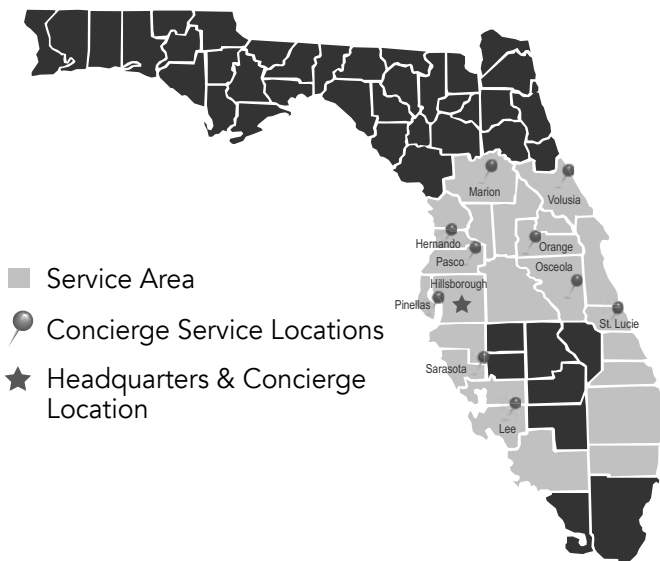 Marion
Volusia
Hernando
Orange
Pasco
Osceola
Hillsborough
Pinellas
St. Lucie
Sarasota
Lee
Service Area
Concierge Service Locations
Headquarters & Concierge
Location